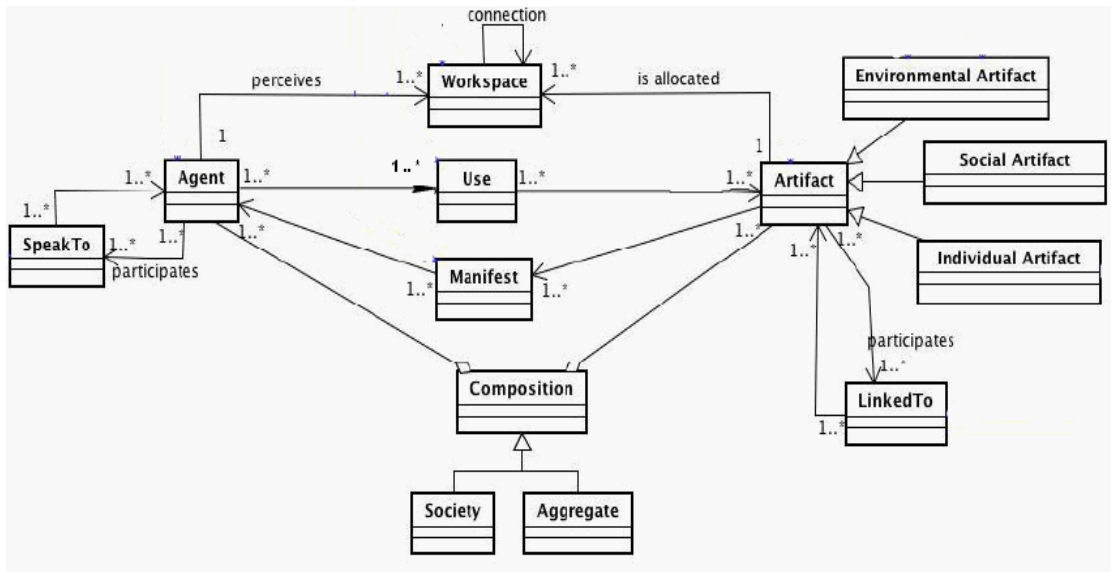 connection
perceives
1..*
Workspace
1..*
is allocated
Environmental Artifact
1
1
Social Artifact
1..*
Agent
1..*
1..*
Use
1..*
1..*
Artifact
1..*
SpeakTo
1..*
participates
1..*
1..*
1..*
Manifest
1..*
1..*
1..*
1..*
Individual Artifact
participates
1..*
Composition
LinkedTo
1..*
Society
Aggregate